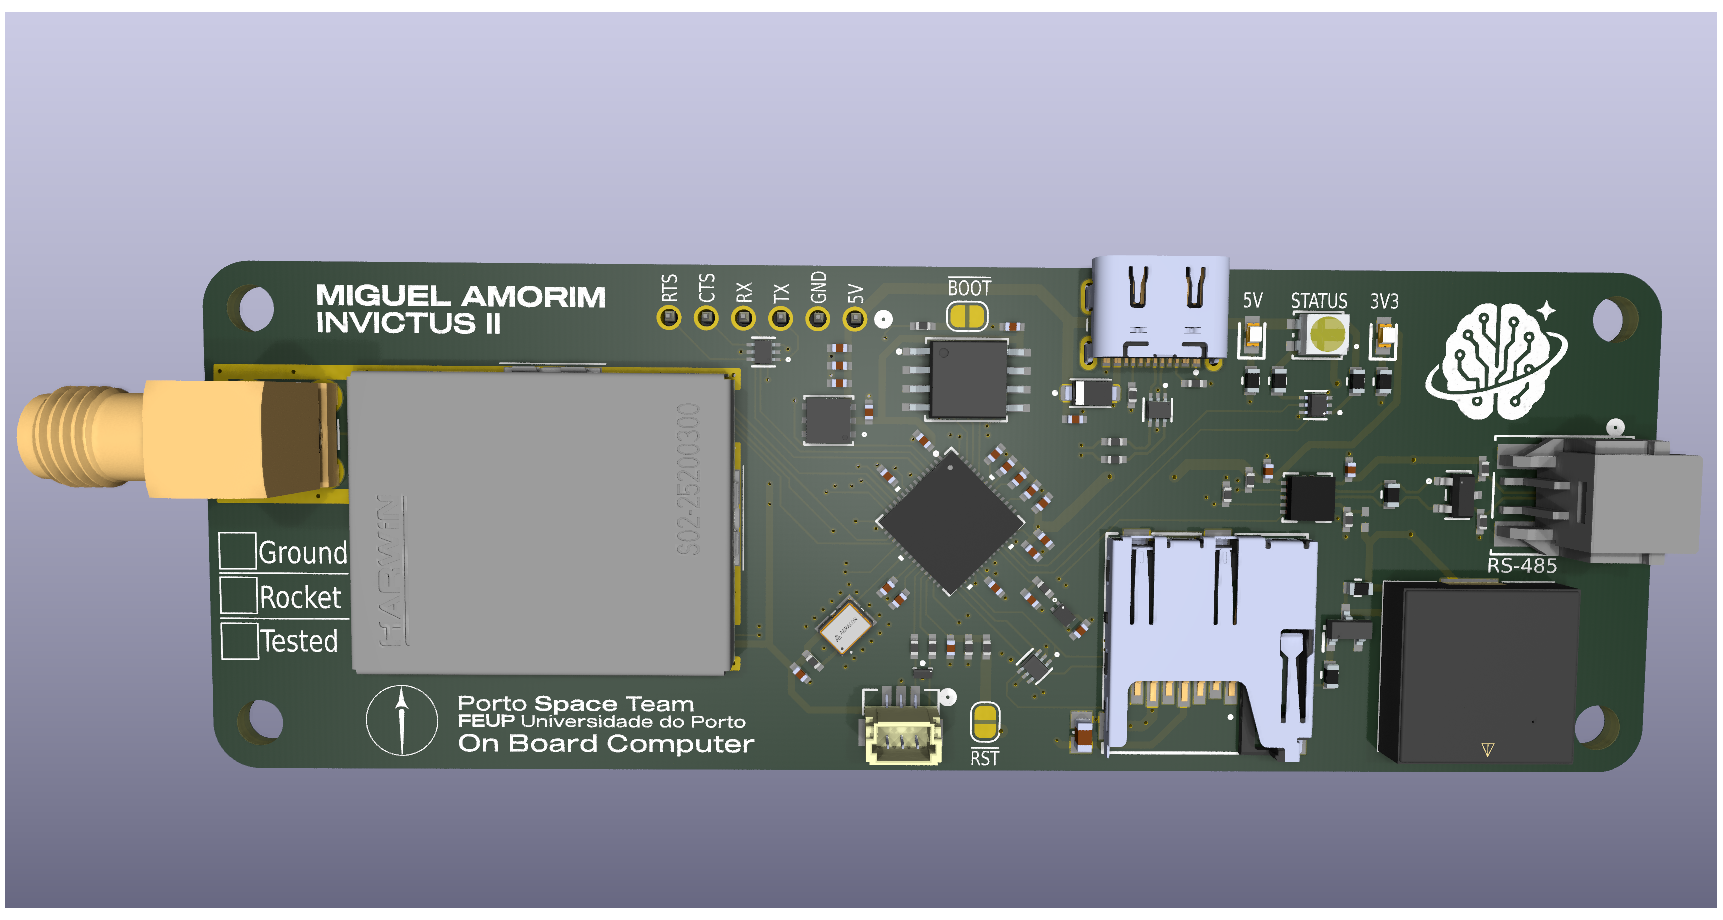 MIGUEL AMORIM
INVICTUS II
RTS
CTS
RX
TX
GND
5V
BOOT
5V
STATUS
3V3
HARWIN
S02-25200300
RS-485
Ground
Rocket
Tested
Porto Space Team
FEUP Universidade do Porto
On Board Computer
RST